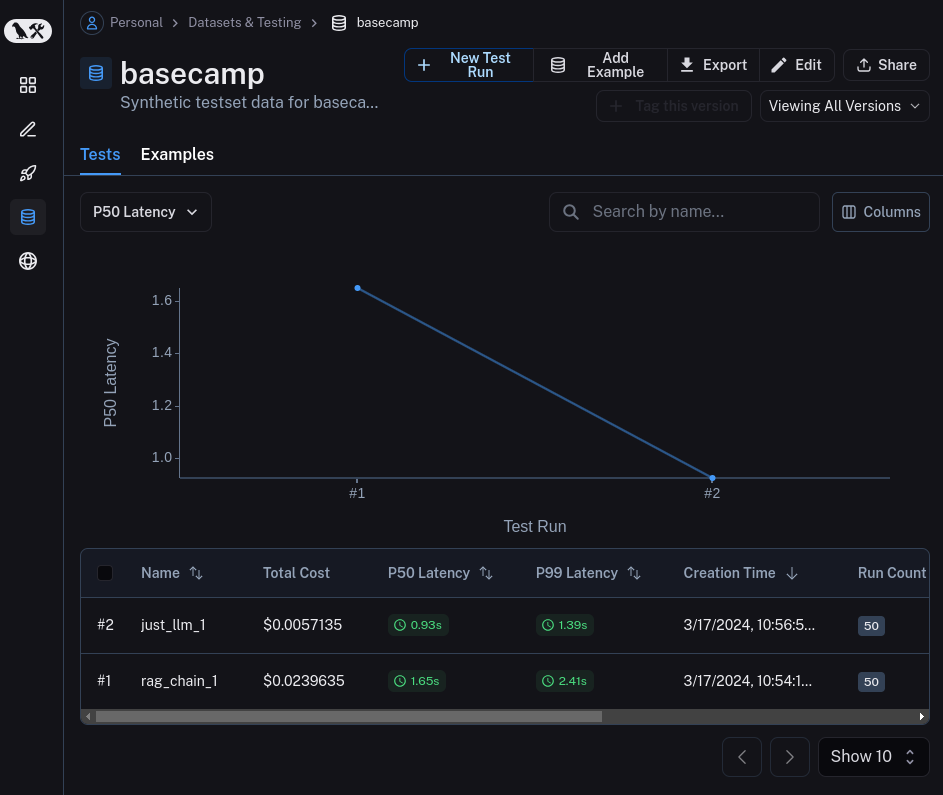 Personal > Datasets & Testing > basecamp
basecamp
Synthetic testset data for baseca...
New Test Run
Add Example
Export
Edit
Share
Tag this version
Viewing All Versions
Tests Examples
P50 Latency
Search by name...
Columns
P50 Latency
1.6
1.4
1.2
1.0
#1 #2
Test Run
Name Total Cost P50 Latency P99 Latency Creation Time Run Count
#2 just_llm_1 $0.0057135 0.93s 1.39s 3/17/2024, 10:56:5... 50
#1 rag_chain_1 $0.0239635 1.65s 2.41s 3/17/2024, 10:54:1... 50
Show 10